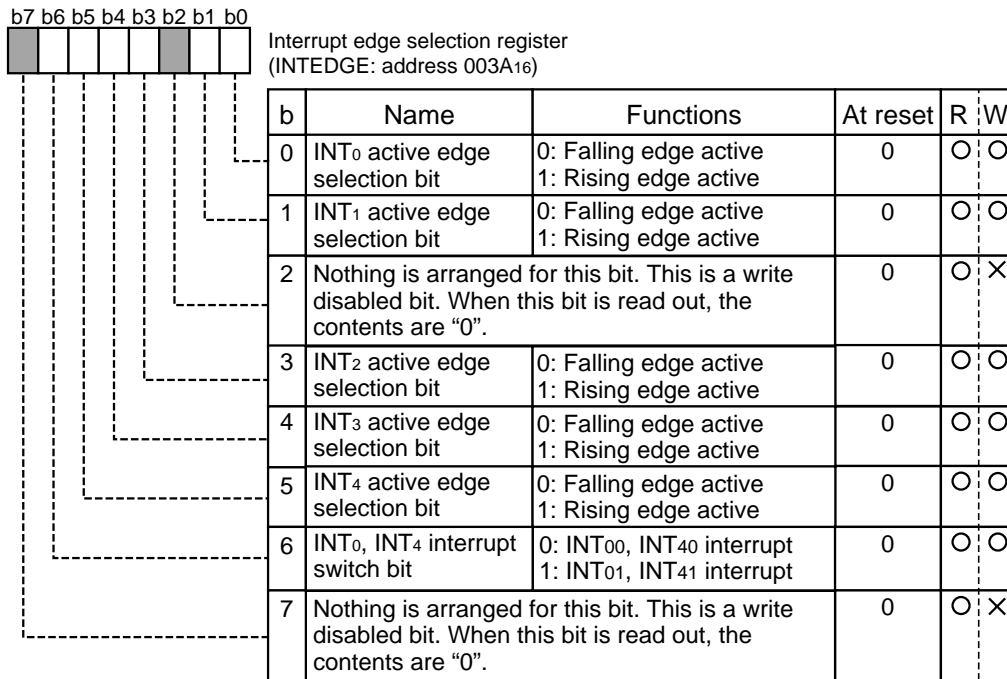 b7 b6 b5 b4 b3 b2 b1 b0
Interrupt edge selection register
(INTEDGE: address 003A16)
b Name Functions At reset R W
0 INT0 active edge selection bit 0: Falling edge active 0 O O
1: Rising edge active
1 INT1 active edge selection bit 0: Falling edge active 0 O O
1: Rising edge active
2 Nothing is arranged for this bit. This is a write 0 O ×
disabled bit. When this bit is read out, the
contents are “0”.
3 INT2 active edge selection bit 0: Falling edge active 0 O O
1: Rising edge active
4 INT3 active edge selection bit 0: Falling edge active 0 O O
1: Rising edge active
5 INT4 active edge selection bit 0: Falling edge active 0 O O
1: Rising edge active
6 INT0, INT4 interrupt switch bit 0: INT00, INT40 interrupt 0 O O
1: INT01, INT41 interrupt
7 Nothing is arranged for this bit. This is a write 0 O ×
disabled bit. When this bit is read out, the
contents are “0”.